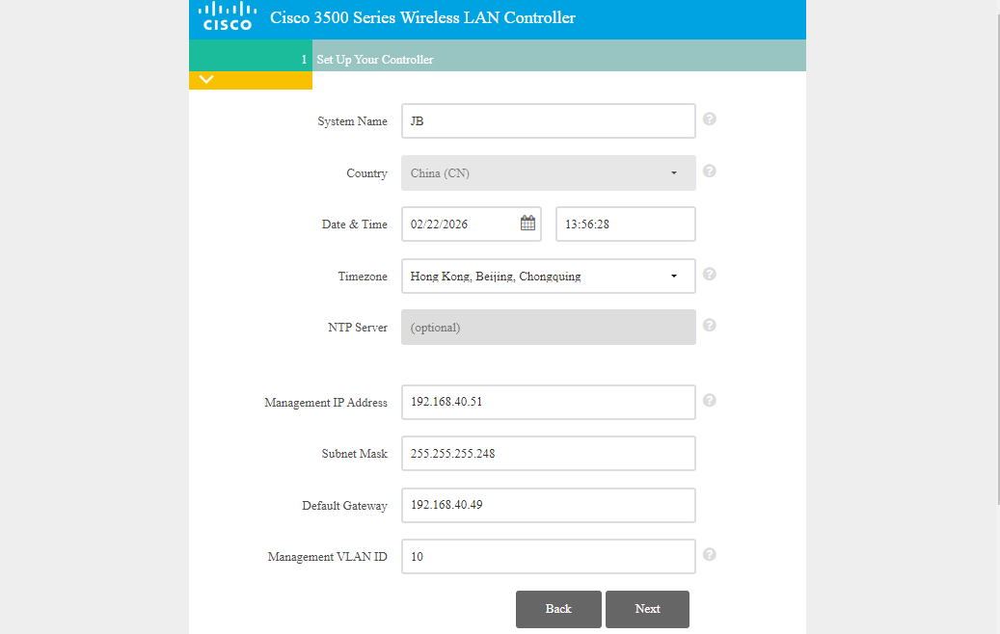 CISCO Cisco 3500 Series Wireless LAN Controller
1 Set Up Your Controller
System Name JB ?
Country China (CN) ?
Date & Time 02/22/2026 13:56:28
Timezone Hong Kong, Beijing, Chongquing ?
NTP Server (optional) ?
Management IP Address 192.168.40.51 ?
Subnet Mask 255.255.255.248
Default Gateway 192.168.40.49
Management VLAN ID 10 ?
Back Next